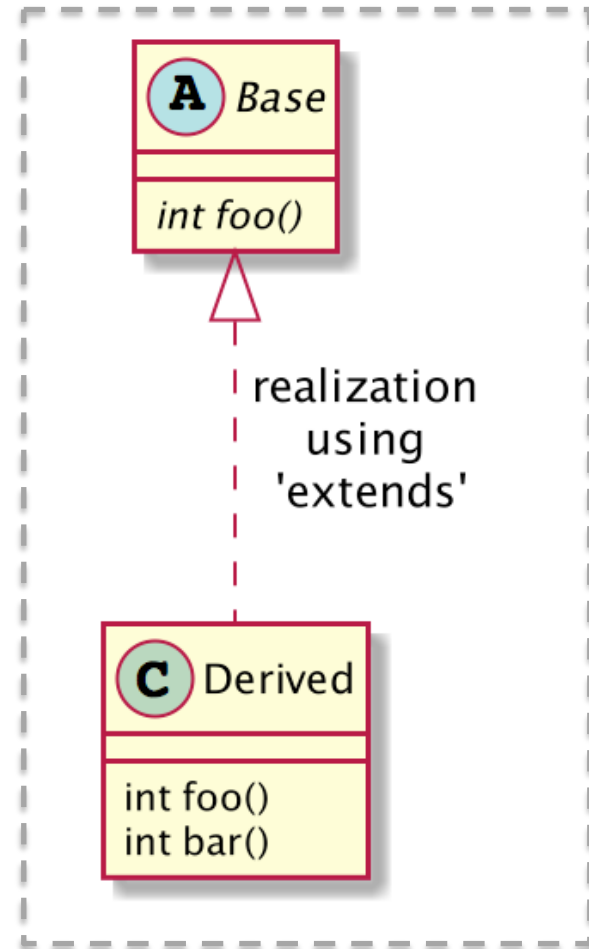 A Base
int foo()
realization
using
'extends'
C Derived
int foo()
int bar()